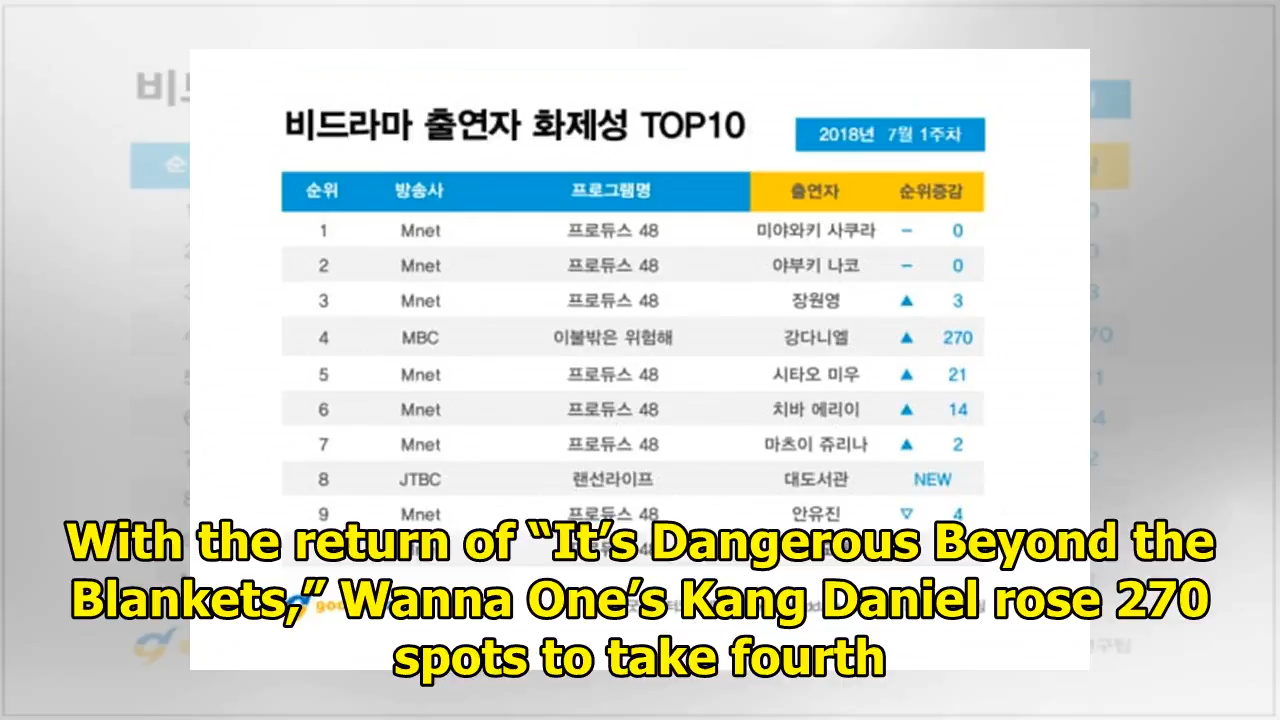 비드라마 출연자 화제성 TOP10
2018년 7월 1주차
순위 방송사 프로그램명 출연자 순위증감
1 Mnet 프로듀스 48 미야와키 사쿠라 – 0
2 Mnet 프로듀스 48 야부키 나코 – 0
3 Mnet 프로듀스 48 장원영 ▲ 3
4 MBC 이불밖은 위험해 강다니엘 ▲ 270
5 Mnet 프로듀스 48 시타오 미우 ▲ 21
6 Mnet 프로듀스 48 치바 에리이 ▲ 14
7 Mnet 프로듀스 48 마츠이 쥬리나 ▲ 2
8 JTBC 랜선라이프 대도서관 NEW
9 Mnet 프로듀스 48 안유진 ▽ 4
With the return of “It’s Dangerous Beyond the
Blankets,” Wanna One’s Kang Daniel rose 270
spots to take fourth